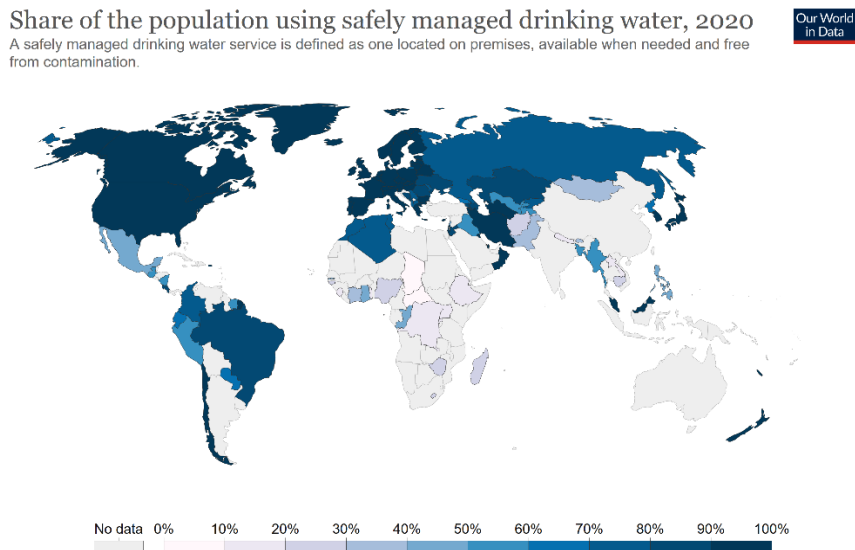 Share of the population using safely managed drinking water, 2020
Our World
in Data
A safely managed drinking water service is defined as one located on premises, available when needed and free
from contamination.
No data 0% 10% 20% 30% 40% 50% 60% 70% 80% 90% 100%